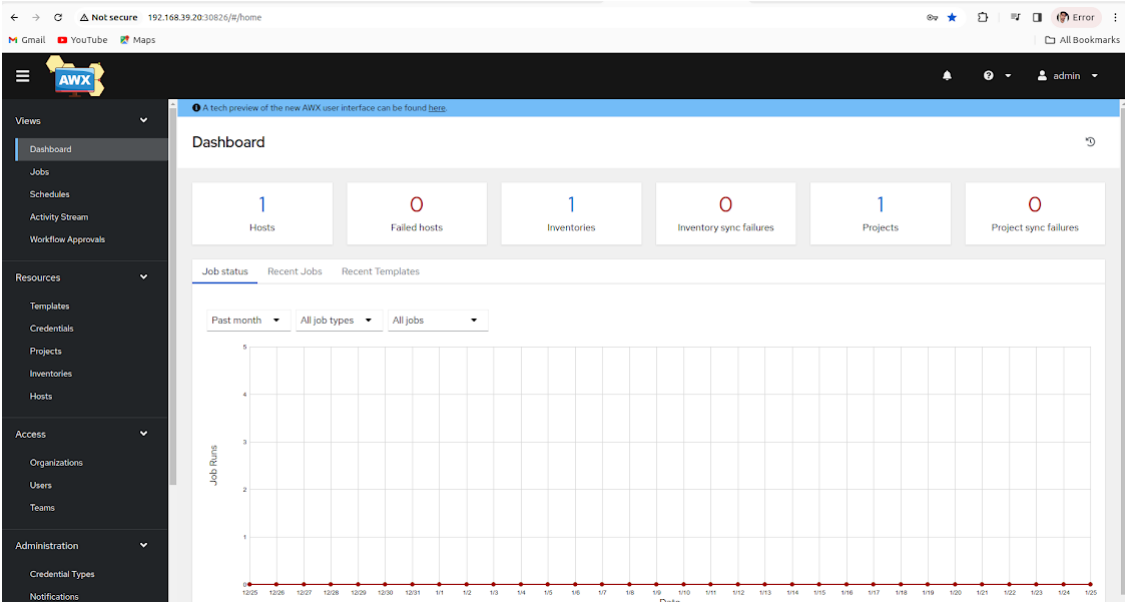 Not secure 192.168.39.20:30826/#/home Error
Gmail YouTube Maps All Bookmarks
AWX admin
A tech preview of the new AWX user interface can be found here.
Views
Dashboard
Jobs
Schedules
Activity Stream
Workflow Approvals
Resources
Templates
Credentials
Projects
Inventories
Hosts
Access
Organizations
Users
Teams
Administration
Credential Types
Notifications
Dashboard
1 0 1 0 1 0
Hosts Failed hosts Inventories Inventory sync failures Projects Project sync failures
Job status Recent Jobs Recent Templates
Past month All job types All jobs
5
4
3
2
1
0
Job Runs
12/25 12/26 12/27 12/28 12/29 12/30 12/31 1/1 1/2 1/3 1/4 1/5 1/6 1/7 1/8 1/9 1/10 1/11 1/12 1/13 1/14 1/15 1/16 1/17 1/18 1/19 1/20 1/21 1/22 1/23 1/24 1/25
Date